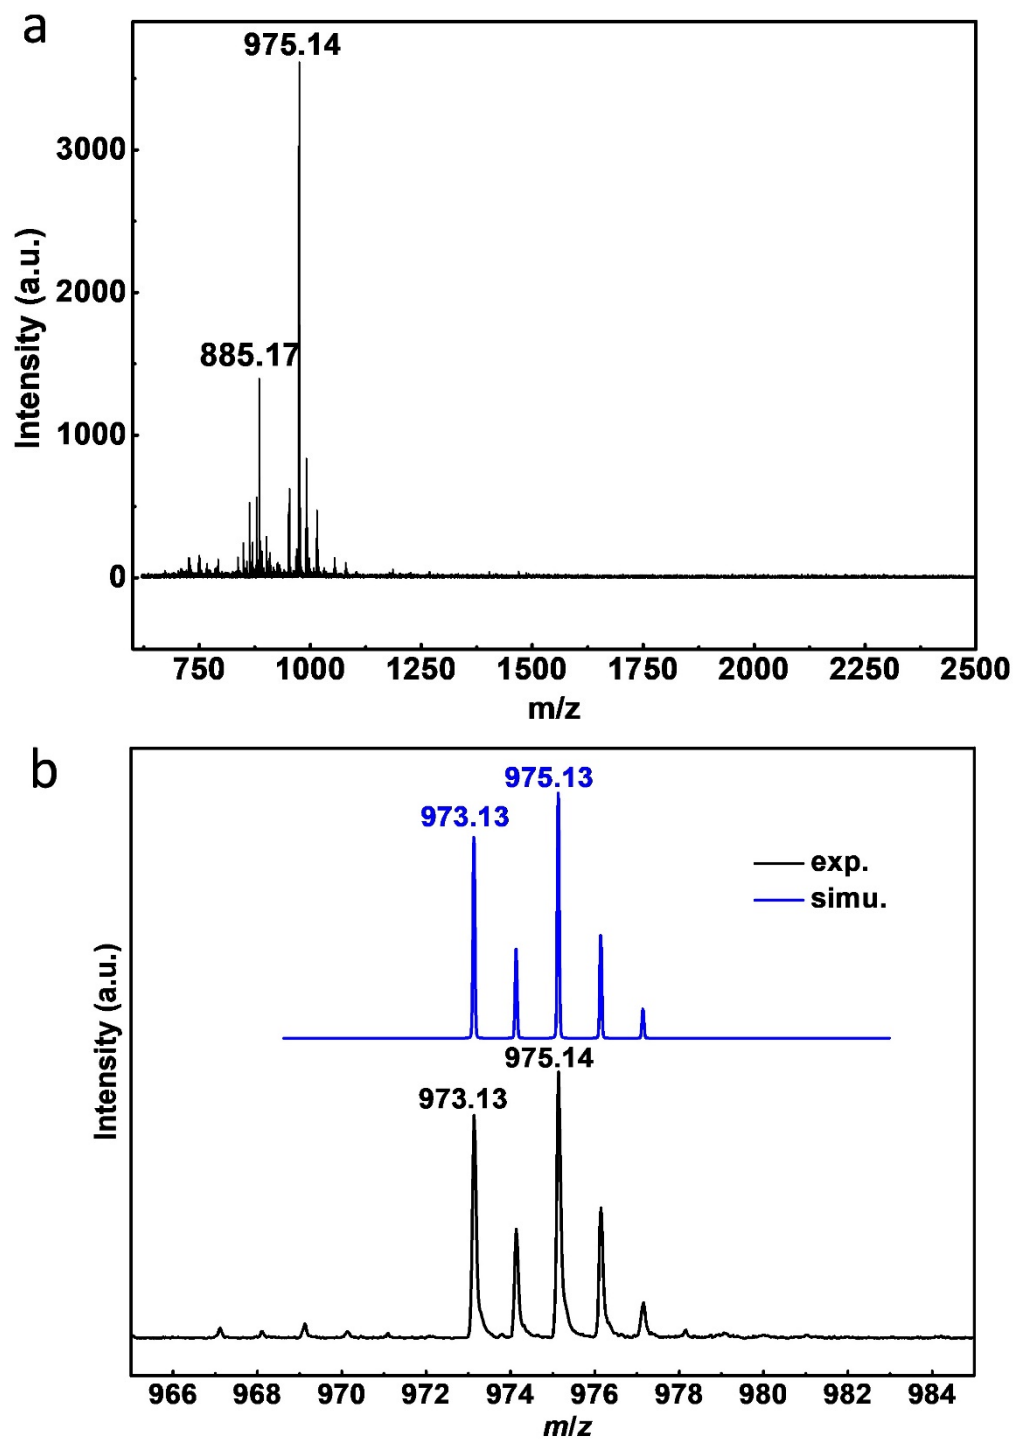 a
975.14
885.17
3000
2000
1000
0
Intensity (a.u.)
750 1000 1250 1500 1750 2000 2250 2500
m/z
b
975.13
973.13
exp.
simu.
975.14
973.13
Intensity (a.u.)
966 968 970 972 974 976 978 980 982 984
m/z